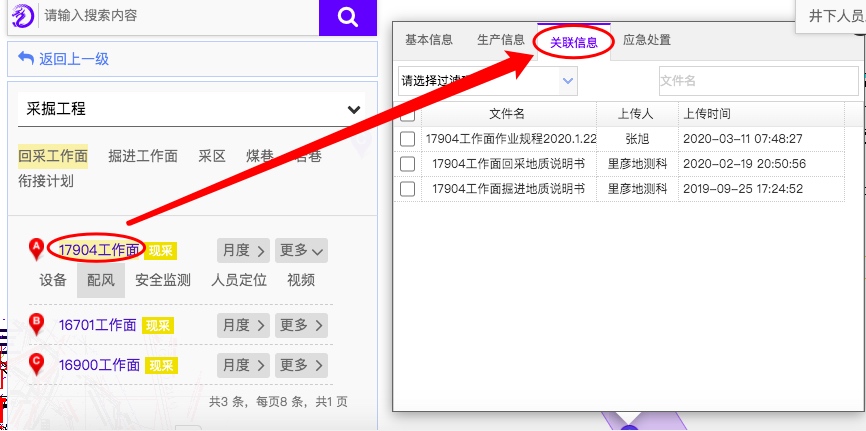 请输入搜索内容
返回上一级
采掘工程
回采工作面 掘进工作面 采区 煤巷
衔接计划
A 17904工作面 现采 月度 更多
设备 配风 安全监测 人员定位 视频
B 16701工作面 现采 月度 更多
C 16900工作面 现采 月度 更多
共3 条，每页8 条，共1 页
井下人员
基本信息 生产信息 关联信息 应急处置
请选择过滤 文件名
文件名 上传人 上传时间
17904工作面作业规程2020.1.22 张旭 2020-03-11 07:48:27
17904工作面回采地质说明书 里彦地测科 2020-02-19 20:50:56
17904工作面掘进地质说明书 里彦地测科 2019-09-25 17:24:52